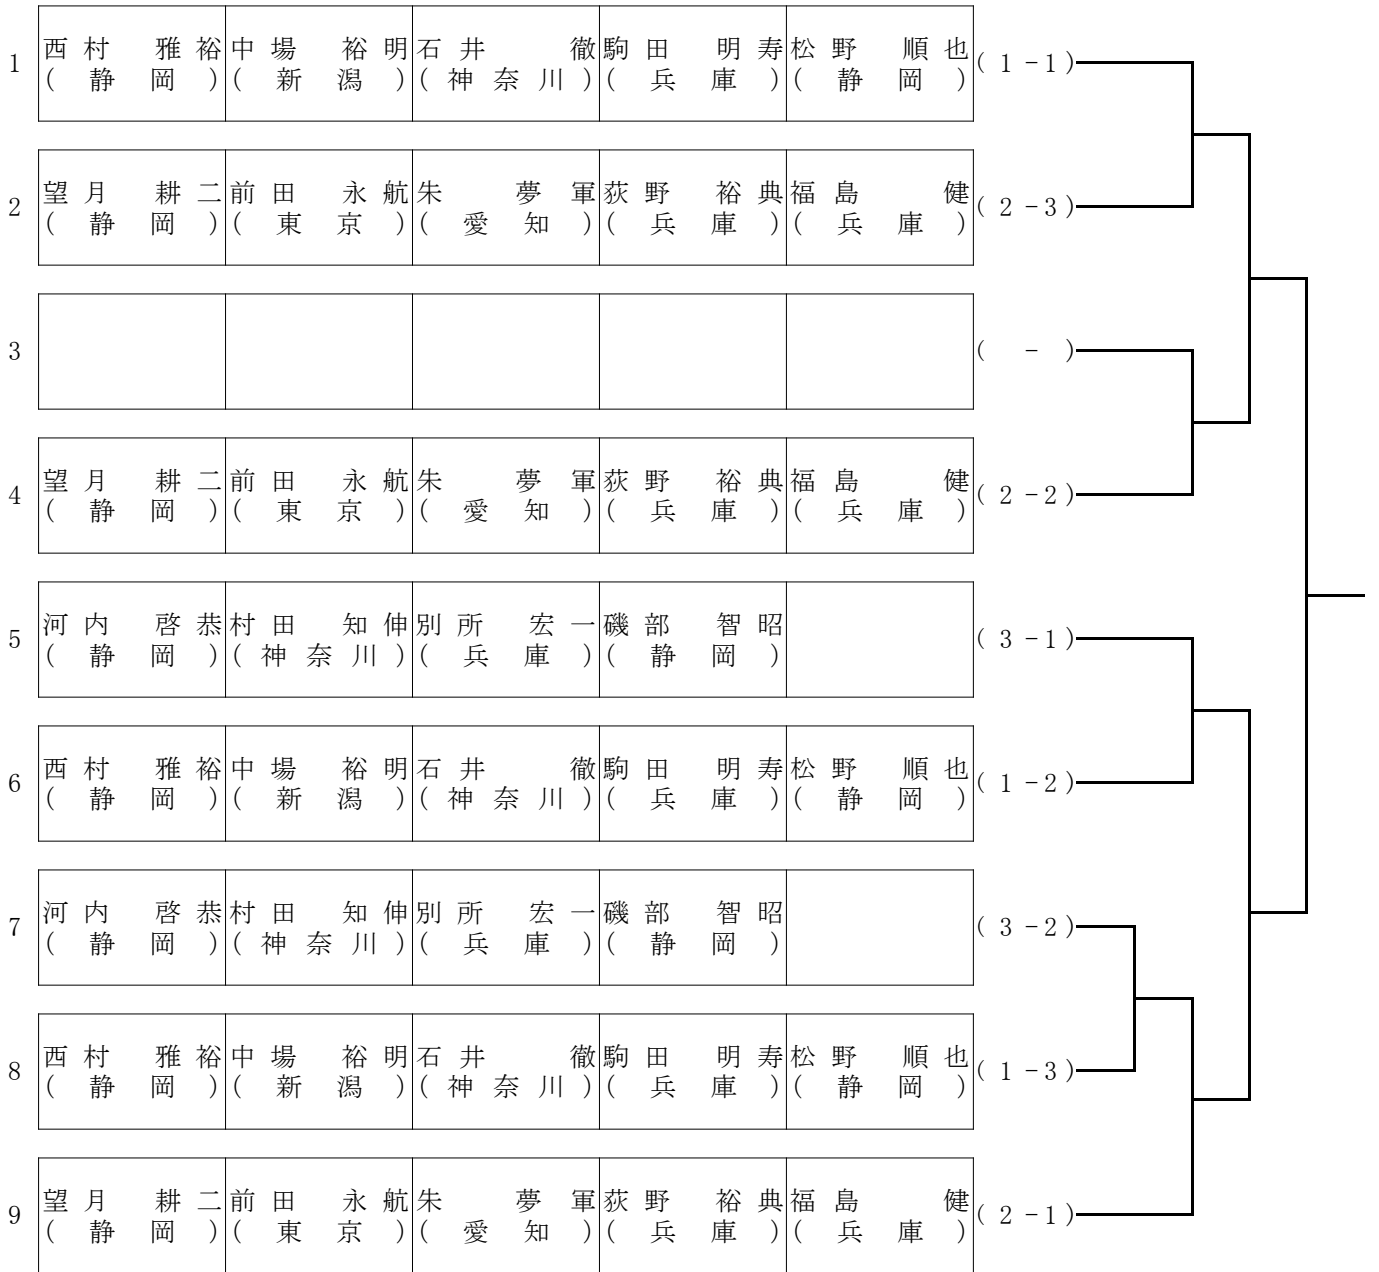 1 西村 雅裕 中場 裕明 石井 徹 駒田 明寿 松野 順也 (1-1)
(静岡) (新潟) (神奈川) (兵庫) (静岡)
2 望月 耕二 前田 永航 朱 夢軍 荻野 裕典 福島 健 (2-3)
(静岡) (東京) (愛知) (兵庫) (兵庫)
3 ( - )
4 望月 耕二 前田 永航 朱 夢軍 荻野 裕典 福島 健 (2-2)
(静岡) (東京) (愛知) (兵庫) (兵庫)
5 河内 啓恭 村田 知伸 別所 宏一 磯部 智昭 (3-1)
(静岡) (神奈川) (兵庫) (静岡)
6 西村 雅裕 中場 裕明 石井 徹 駒田 明寿 松野 順也 (1-2)
(静岡) (新潟) (神奈川) (兵庫) (静岡)
7 河内 啓恭 村田 知伸 別所 宏一 磯部 智昭 (3-2)
(静岡) (神奈川) (兵庫) (静岡)
8 西村 雅裕 中場 裕明 石井 徹 駒田 明寿 松野 順也 (1-3)
(静岡) (新潟) (神奈川) (兵庫) (静岡)
9 望月 耕二 前田 永航 朱 夢軍 荻野 裕典 福島 健 (2-1)
(静岡) (東京) (愛知) (兵庫) (兵庫)